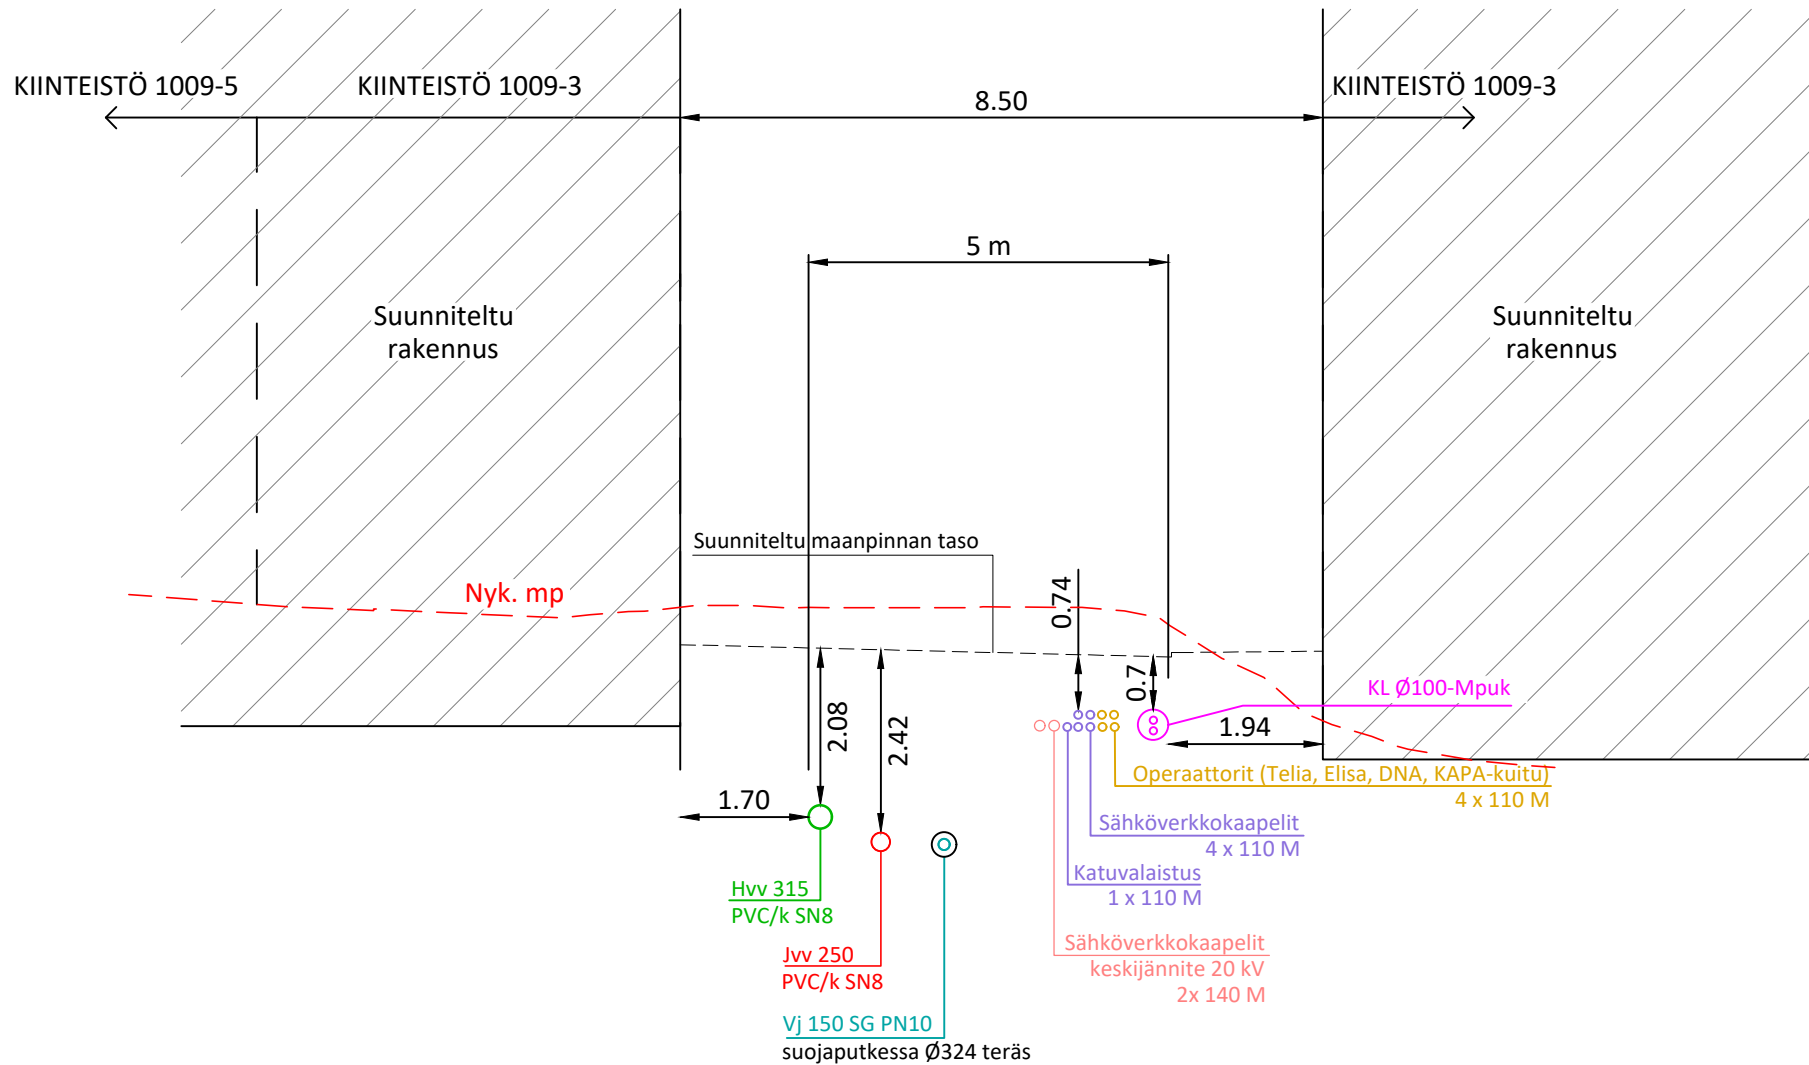 KIINTEISTÖ 1009-5
KIINTEISTÖ 1009-3
8.50
KIINTEISTÖ 1009-3
5 m
Suunniteltu
rakennus
Suunniteltu
rakennus
Suunniteltu maanpinnan taso
Nyk. mp
0.74
0.7
KL Ø100-Mpuk
2.08
2.42
1.94
1.70
Operaattorit (Telia, Elisa, DNA, KAPA-kuitu)
4 x 110 M
Sähköverkkokaapelit
4 x 110 M
Katuvalaistus
1 x 110 M
Hvv 315
PVC/k SN8
Sähköverkkokaapelit
keskijännite 20 kV
2x 140 M
Jvv 250
PVC/k SN8
Vj 150 SG PN10
suojaputkessa Ø324 teräs